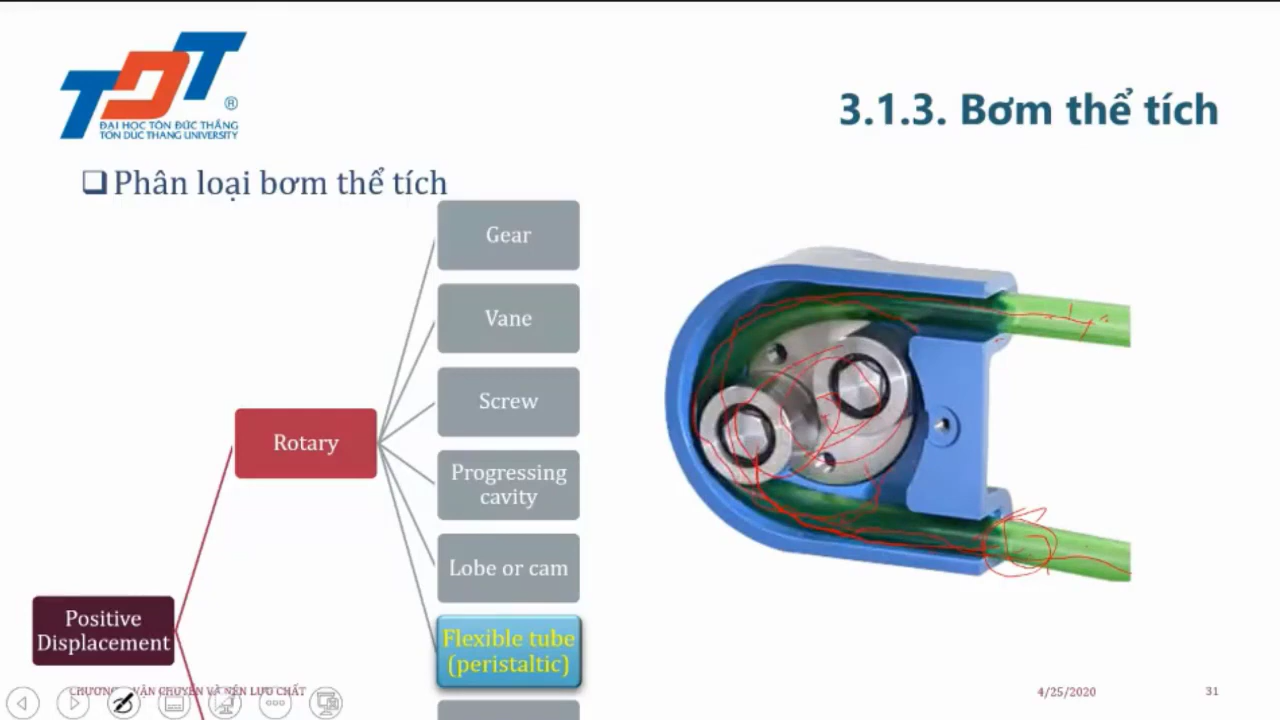 TDT
®
ĐẠI HỌC TÔN ĐỨC THẮNG
TON DUC THANG UNIVERSITY
3.1.3. Bơm thể tích
Phân loại bơm thể tích
Gear
Vane
Screw
Rotary
Progressing
cavity
Lobe or cam
Positive
Displacement
Flexible tube
(peristaltic)
VẬN CHUYỂN VÀ NÉN LƯU CHẤT
4/25/2020
31